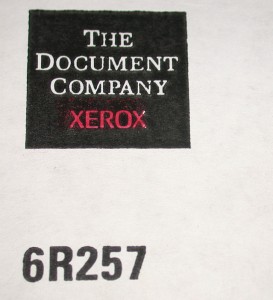 THE
DOCUMENT
COMPANY
XEROX
6R257